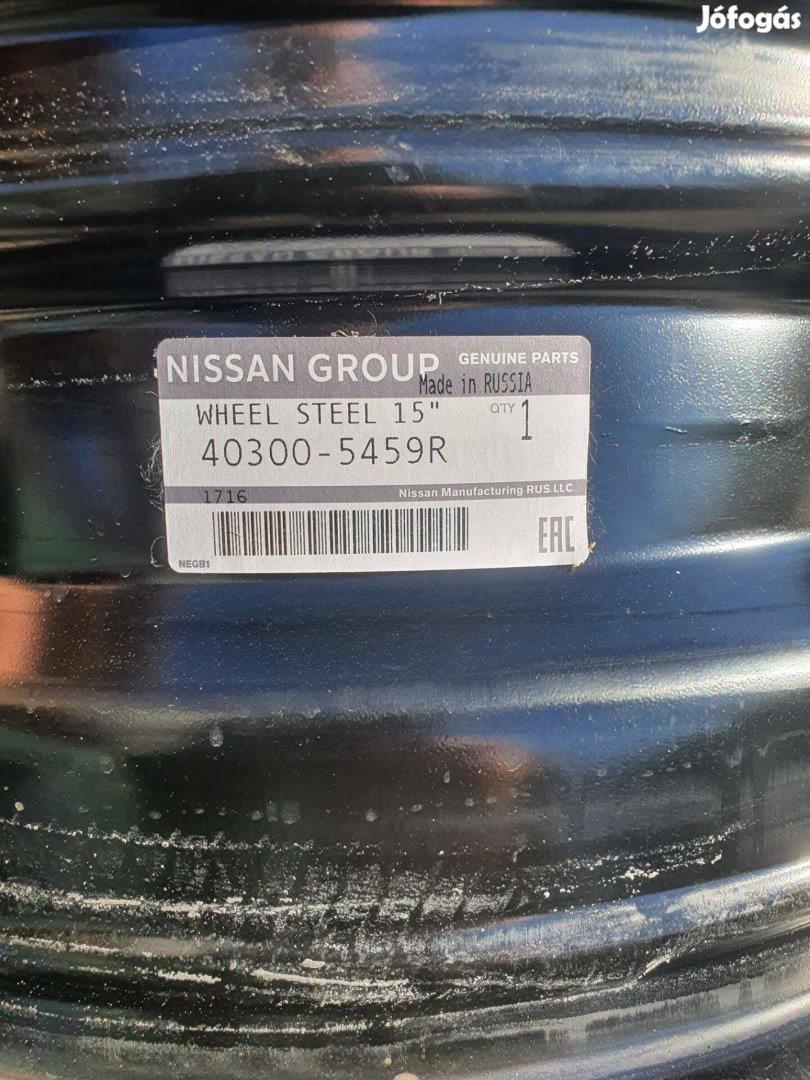 Jófogás
NISSAN GROUP GENUINE PARTS
Made in RUSSIA
WHEEL STEEL 15" QTY 1
40300-5459R
1716 Nissan Manufacturing RUS LLC.
EAC
NEGB1